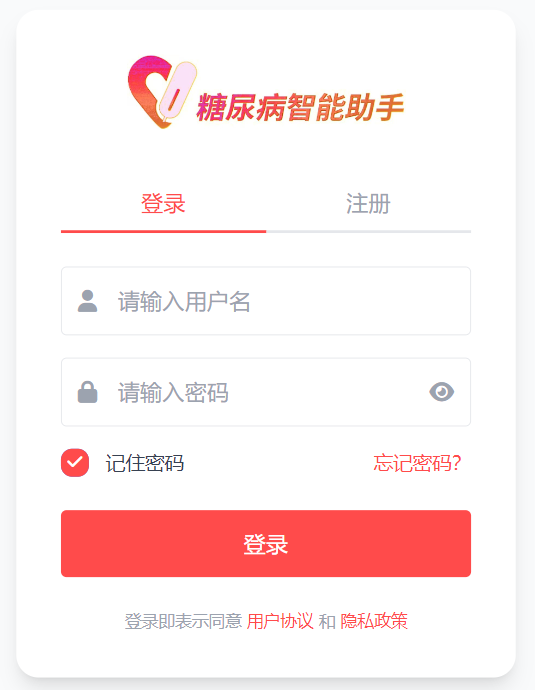 糖尿病智能助手
登录 注册
请输入用户名
请输入密码
记住密码 忘记密码?
登录
登录即表示同意 用户协议 和 隐私政策